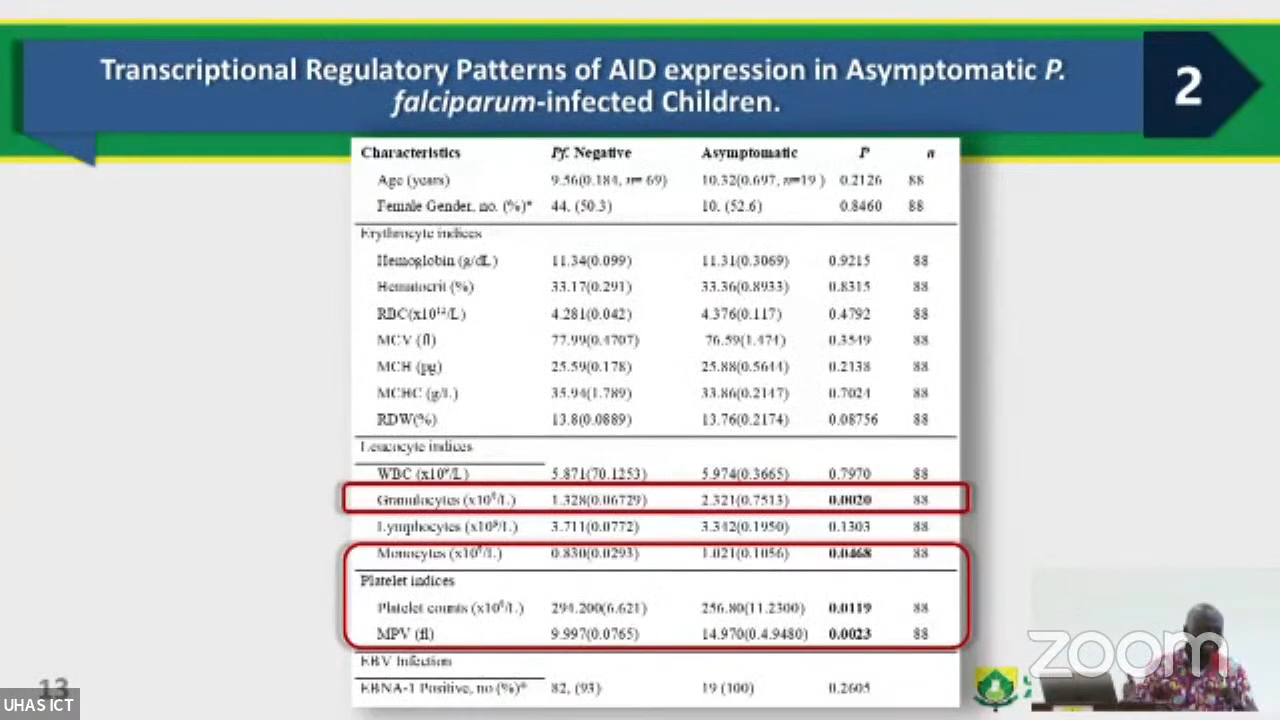 Transcriptional Regulatory Patterns of AID expression in Asymptomatic P.
falciparum-infected Children.
2
Characteristics Pf. Negative Asymptomatic P n
Age (years) 9.56(0.184, n= 69) 10.32(0.697, n=19 ) 0.2126 88
Female Gender, no. (%)* 44. (50.3) 10. (52.6) 0.8460 88
Erythrocyte indices
Hemoglobin (g/dL) 11.34(0.099) 11.31(0.3069) 0.9215 88
Hematocrit (%) 33.17(0.291) 33.36(0.8933) 0.8315 88
RBC(x10¹²/L) 4.281(0.042) 4.376(0.117) 0.4792 88
MCV (fl) 77.99(0.4707) 76.59(1.474) 0.3549 88
MCH (pg) 25.59(0.178) 25.88(0.5644) 0.2138 88
MCHC (g/L) 35.94(1.789) 33.86(0.2147) 0.7024 88
RDW(%) 13.8(0.0889) 13.76(0.2174) 0.08756 88
Leucocyte indices
WBC (x10⁹/L) 5.871(70.1253) 5.974(0.3665) 0.7970 88
Granulocytes (x10⁹/L) 1.328(0.06729) 2.321(0.7513) 0.0020 88
Lymphocytes (x10⁹/L) 3.711(0.0772) 3.342(0.1950) 0.1303 88
Monocytes (x10⁹/L) 0.830(0.0293) 1.021(0.1056) 0.0468 88
Platelet indices
Platelet counts 294.200(6.621) 256.80(11.2300) 0.0119 88
MPV (fl) 9.997(0.0765) 14.970(0.4.9480) 0.0023 88
EBV Infection
EBNA-1 Positive, no (%)* 82, (93) 19 (100) 0.2605
13
UHAS ICT
zoom